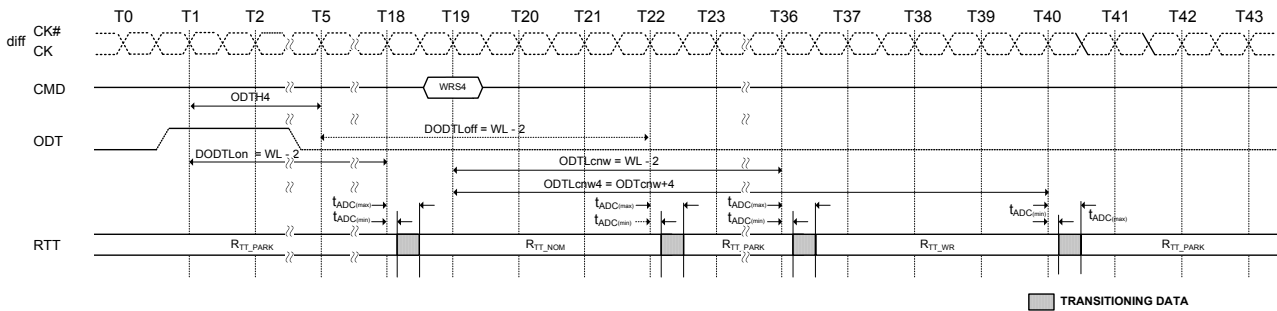 T0 T1 T2 T5 T18 T19 T20 T21 T22 T23 T36 T37 T38 T39 T40 T41 T42 T43
diff CK#
CK
CMD WRS4
ODTH4
ODT DODTLoff = WL - 2
DODTLon = WL - 2
ODTLcnw = WL - 2
ODTLcnw4 = ODTcnw+4
tADC(max) tADC(max) tADC(max) tADC(min) tADC(max)
tADC(min) tADC(min) tADC(min)
RTT RTT_PARK RTT_NOM RTT_PARK RTT_WR RTT_PARK
TRANSITIONING DATA